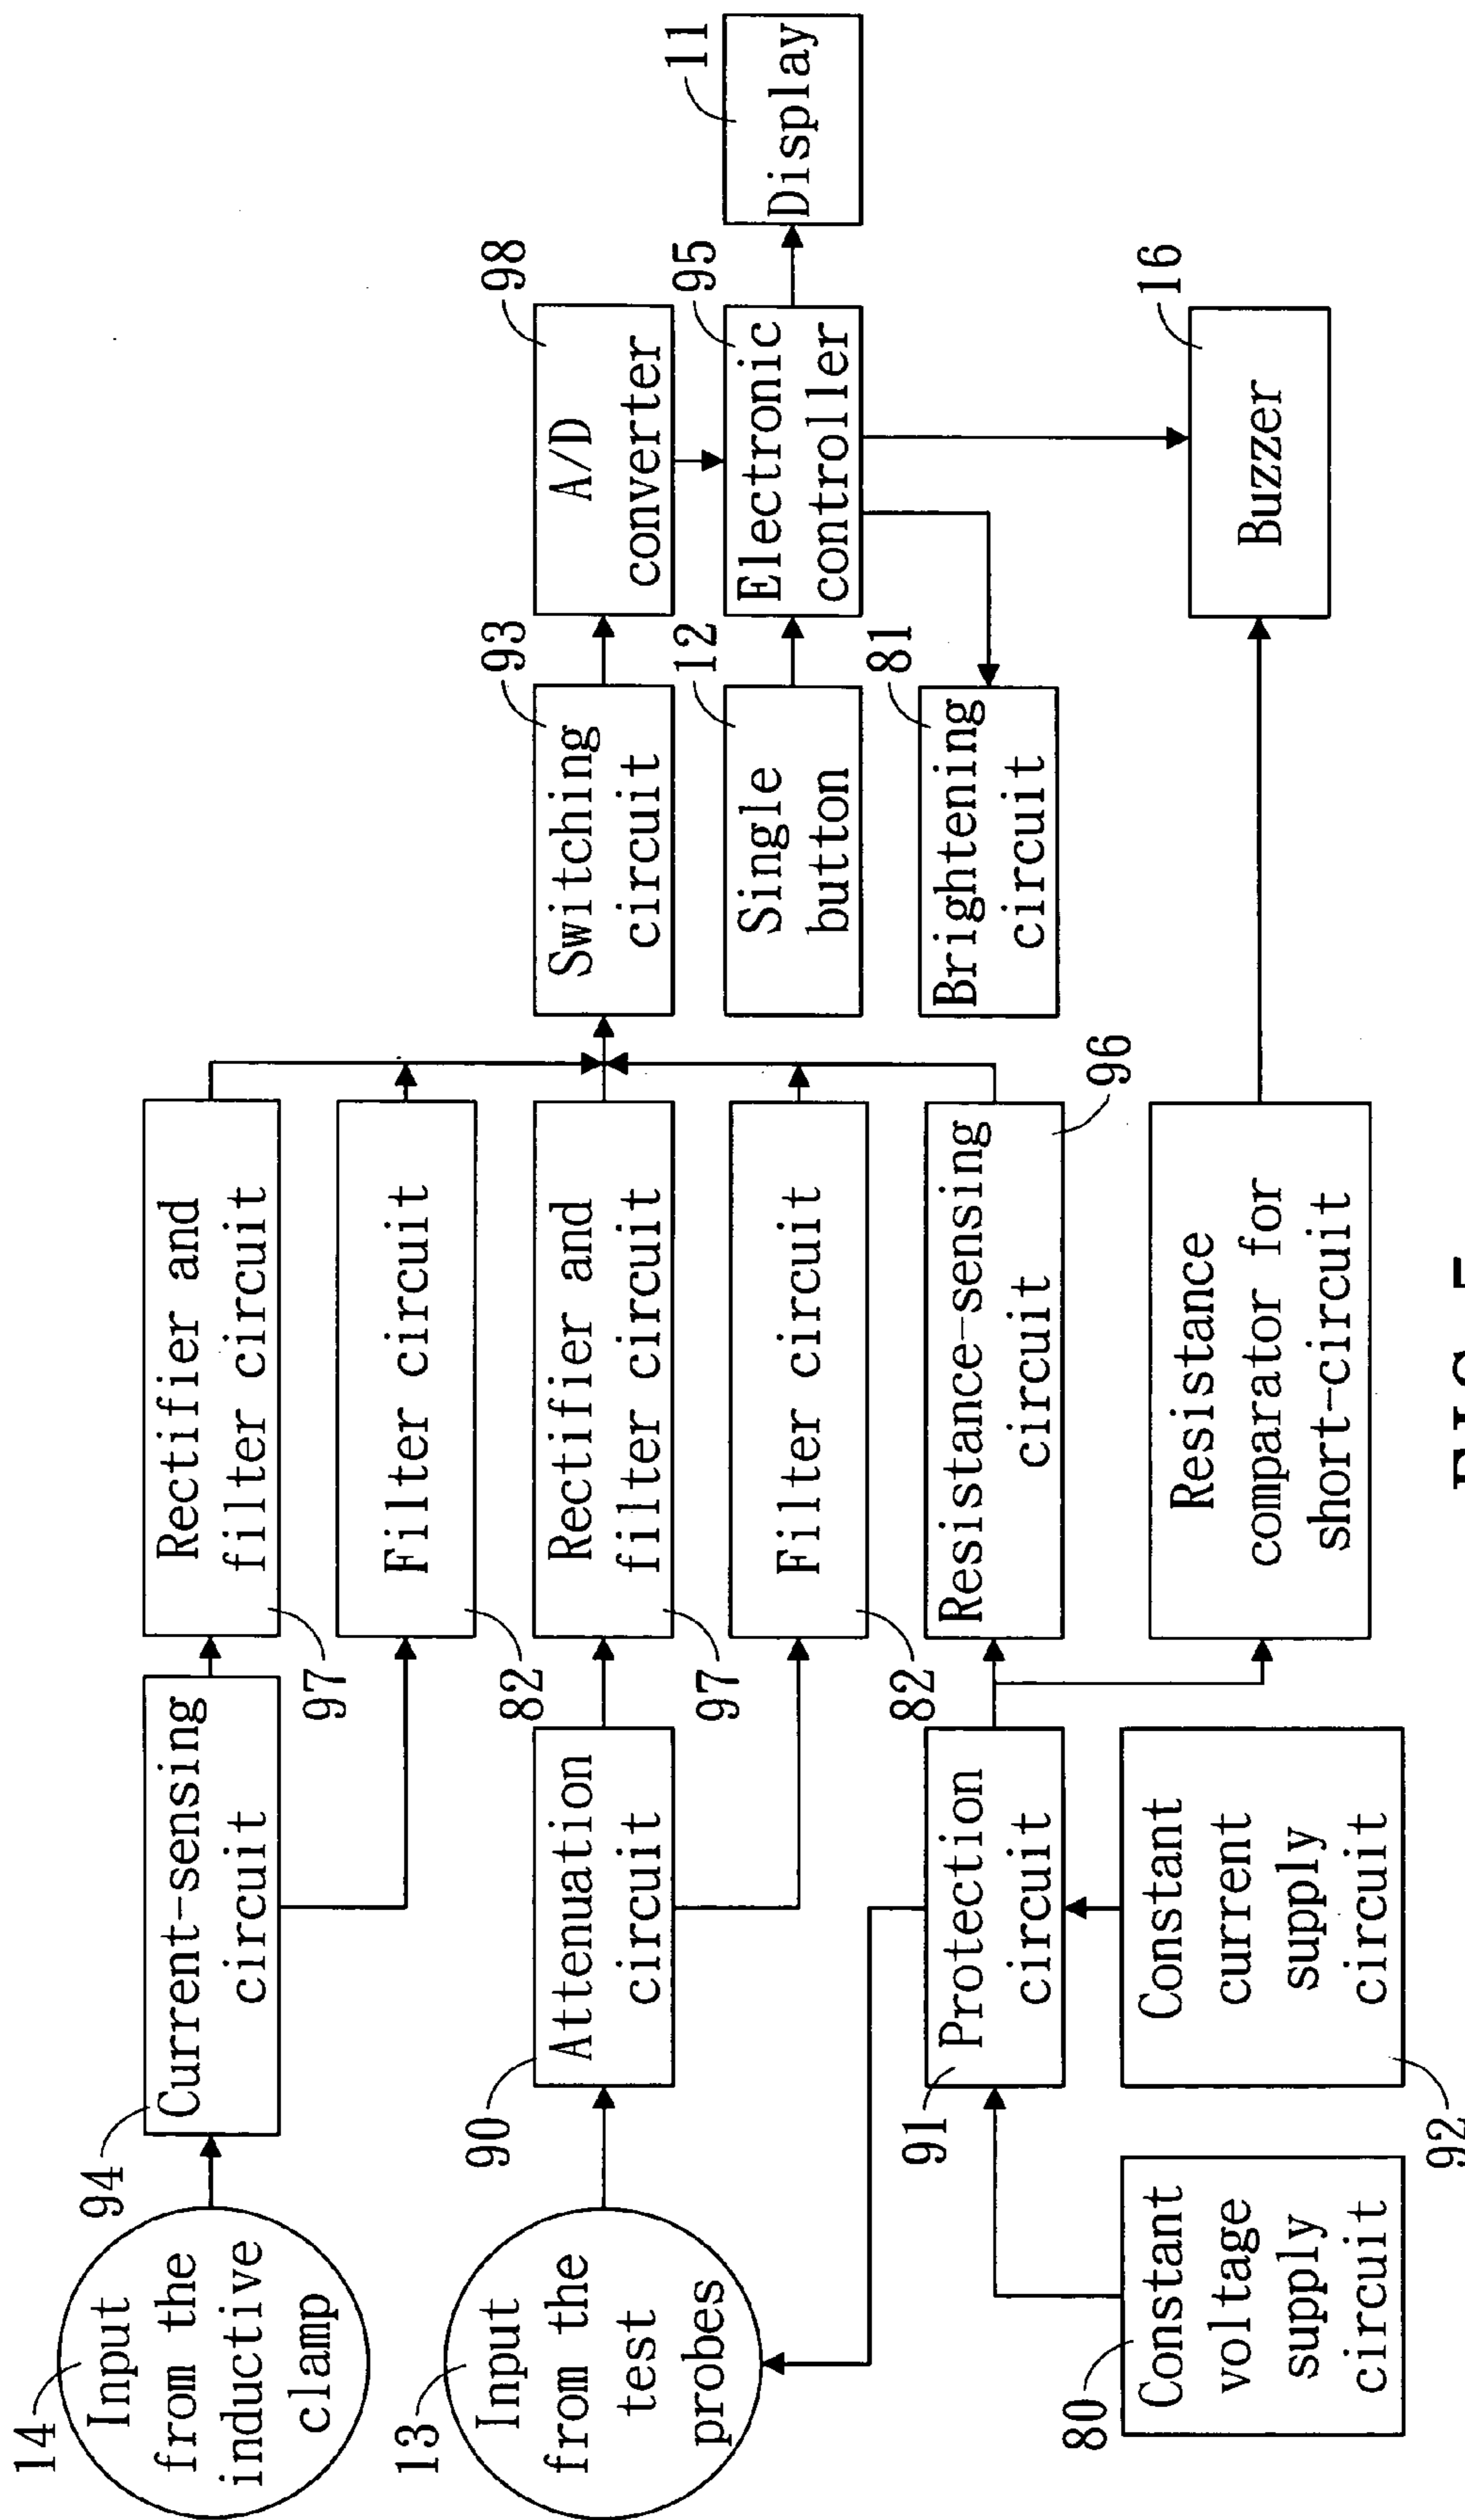 14
Input
from the
inductive
clamp
94
Current-sensing
circuit
97
Rectifier and
filter circuit
82
Filter circuit
13
Input
from the
test
probes
90
Attenuation
circuit
97
Rectifier and
filter circuit
82
Filter circuit
93
Switching
circuit
98
A/D
converter
12
Single
button
95
Electronic
controller
11
Display
81
Brightening
circuit
91
Protection
circuit
Resistance-sensing
circuit
96
80
Constant
voltage
supply
circuit
Constant
current
supply
circuit
92
Resistance
comparator for
short-circuit
16
Buzzer